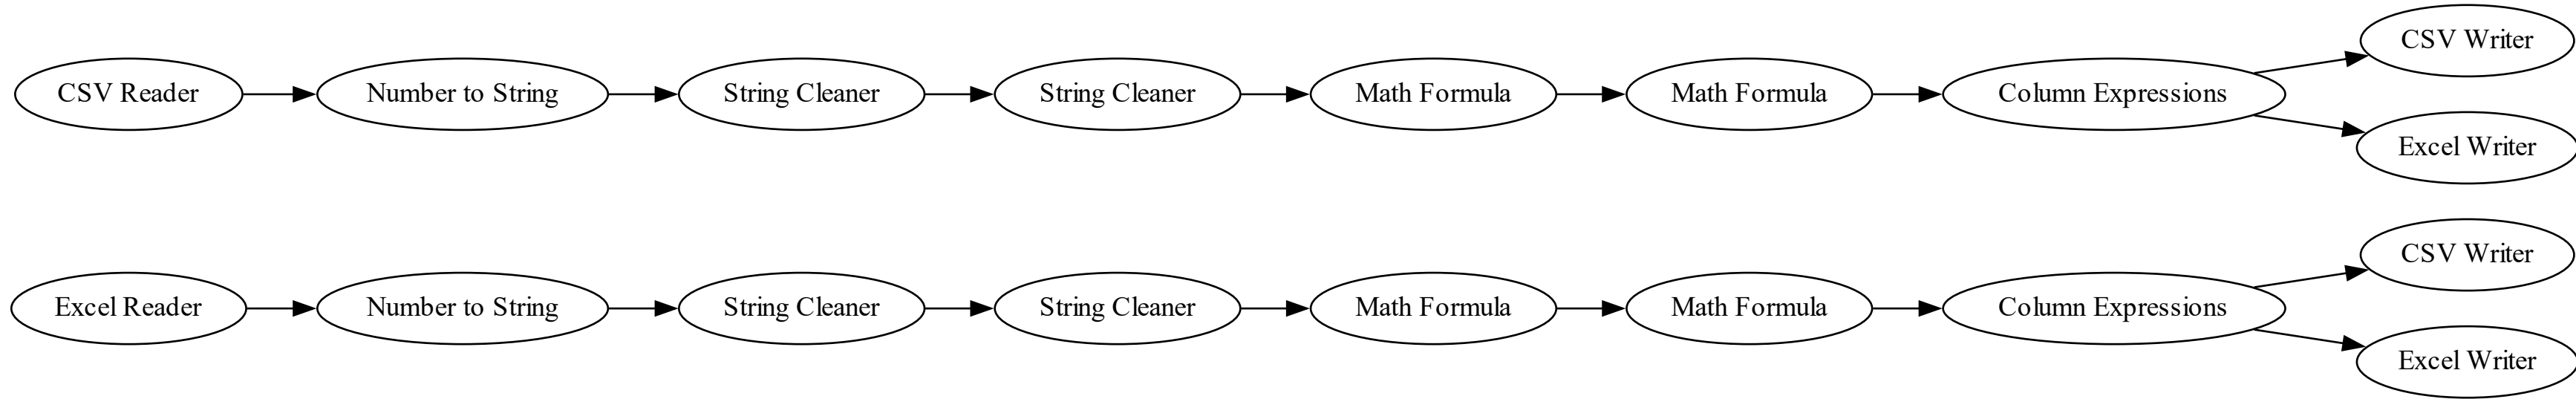 CSV Reader
Number to String
String Cleaner
String Cleaner
Math Formula
Math Formula
Column Expressions
CSV Writer
Excel Writer
Excel Reader
Number to String
String Cleaner
String Cleaner
Math Formula
Math Formula
Column Expressions
CSV Writer
Excel Writer